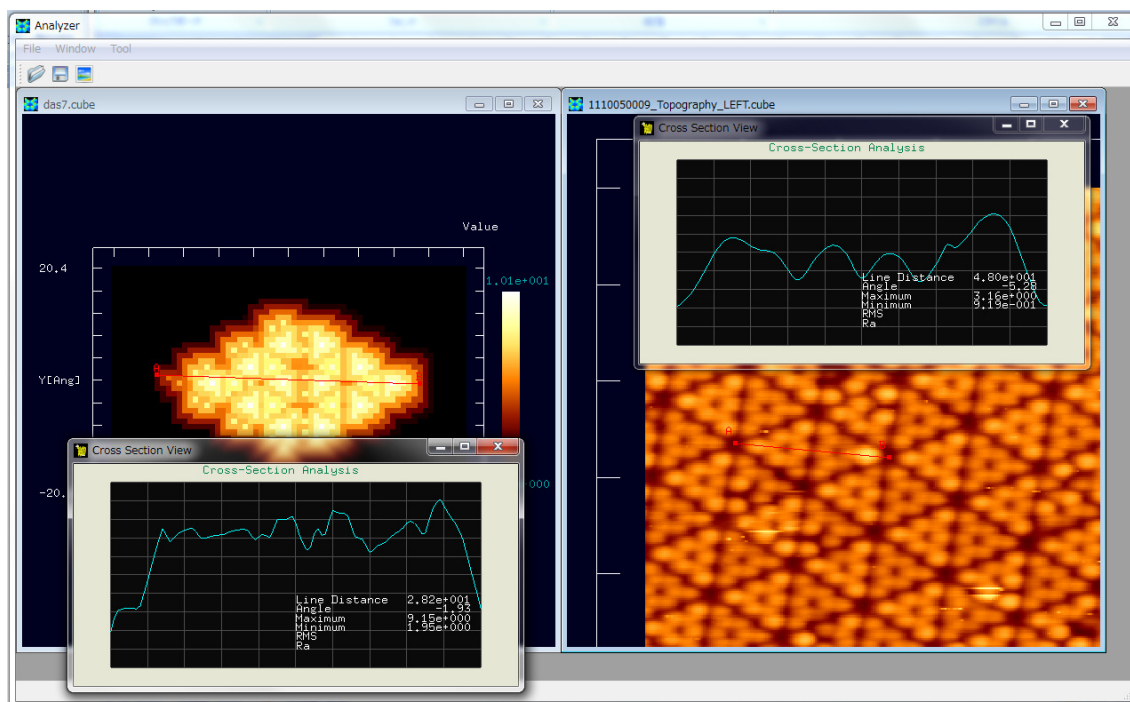 Analyzer
File Window Tool
das7.cube
Value
20.4
1.01e+001
Y[Ang]
-20.
000
Cross Section View
Cross-Section Analysis
Line Distance 2.82e+001
Angle -1.93
Maximum 9.15e+000
Minimum 1.95e+000
RMS
Ra
1110050009_Topography_LEFT.cube
Cross Section View
Cross-Section Analysis
Line Distance 4.80e+001
Angle -5.28
Maximum 3.16e+000
Minimum 9.19e-001
RMS
Ra
A
B